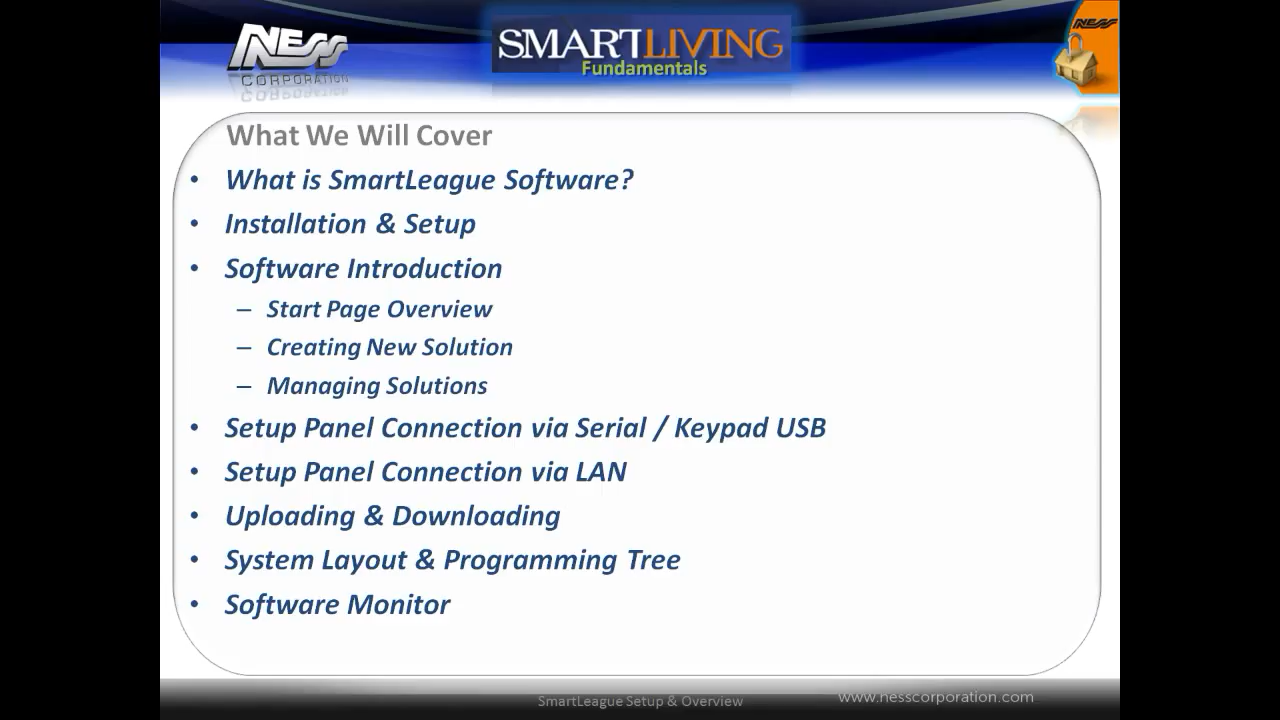 NESS
CORPORATION
SMARTLIVING
Fundamentals
NESS
What We Will Cover
• What is SmartLeague Software?
• Installation & Setup
• Software Introduction
– Start Page Overview
– Creating New Solution
– Managing Solutions
• Setup Panel Connection via Serial / Keypad USB
• Setup Panel Connection via LAN
• Uploading & Downloading
• System Layout & Programming Tree
• Software Monitor
SmartLeague Setup & Overview
www.nesscorporation.com